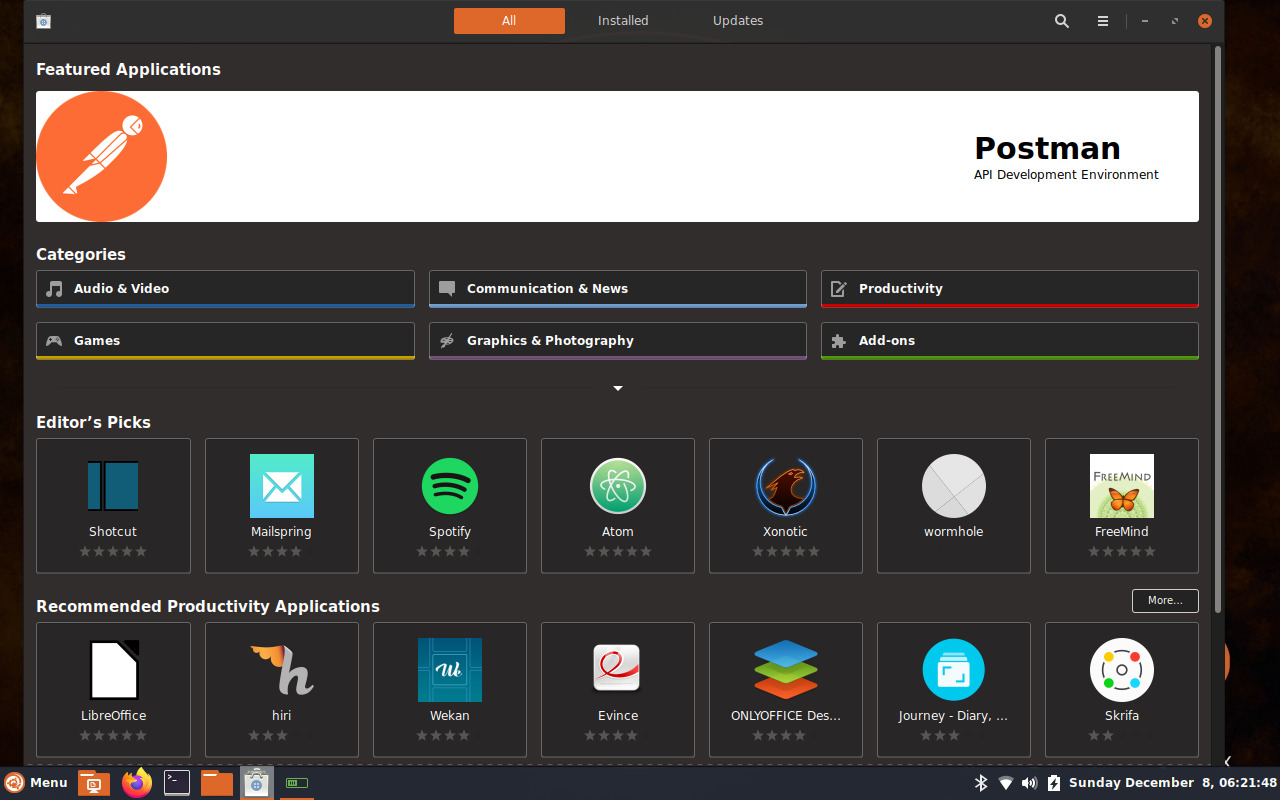 All Installed Updates
Featured Applications
Postman
API Development Environment
Categories
Audio & Video Communication & News Productivity
Games Graphics & Photography Add-ons
Editor’s Picks
FREEMIND
Shotcut Mailspring Spotify Atom Xonotic wormhole FreeMind
Recommended Productivity Applications More...
LibreOffice hiri Wekan Evince ONLYOFFICE Des... Journey - Diary, ... Skrifa
Menu Sunday December 8, 06:21:48